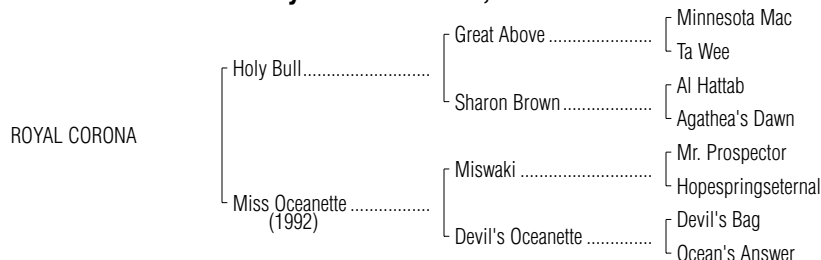 Minnesota Mac
Great Above ......................
Ta Wee
Holy Bull...........................
Al Hattab
Sharon Brown...................
Agathea's Dawn
ROYAL CORONA
Mr. Prospector
Miswaki ............................
Hopespringseternal
Miss Oceanette .................
(1992)
Devil's Bag
Devil's Oceanette ..............
Ocean's Answer